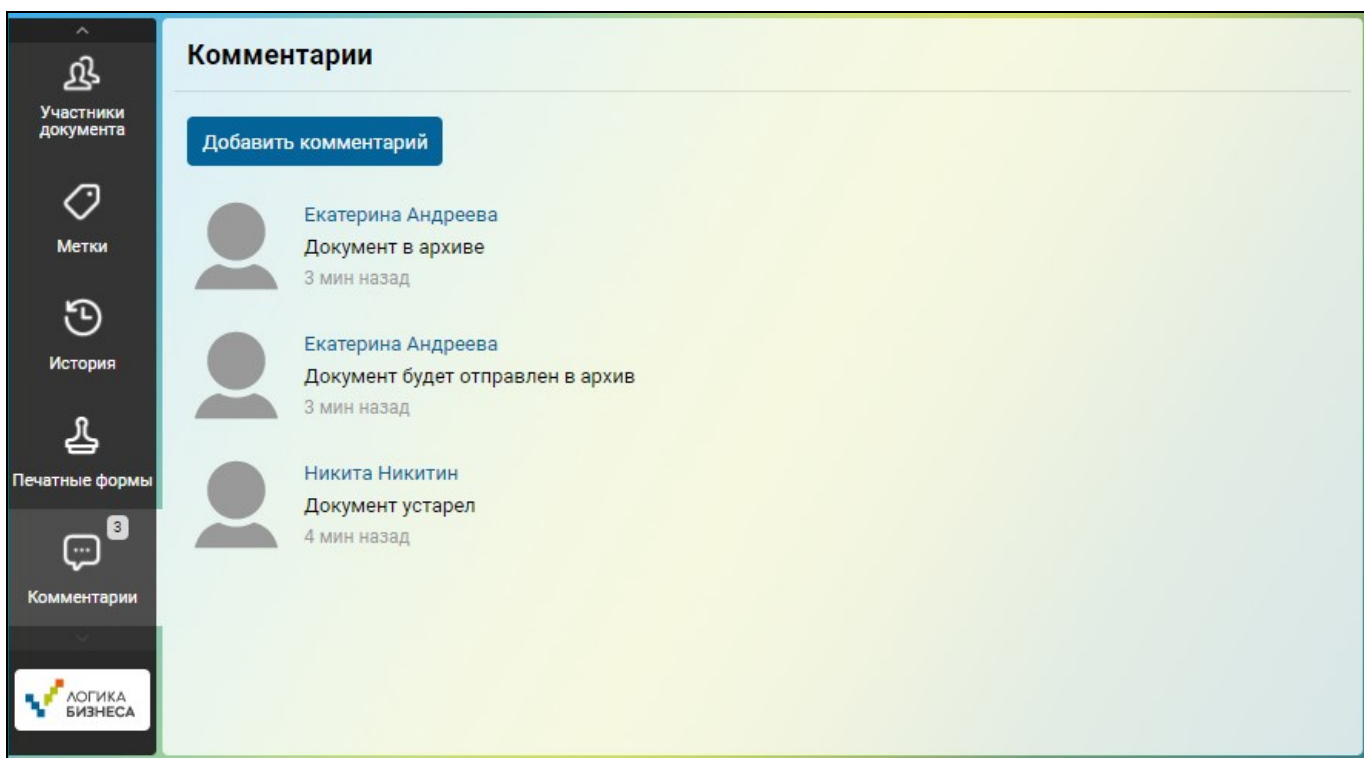 Участники
документа
Метки
История
Печатные формы
3
Комментарии
ЛОГИКА
БИЗНЕСА
Комментарии
Добавить комментарий
Екатерина Андреева
Документ в архиве
3 мин назад
Екатерина Андреева
Документ будет отправлен в архив
3 мин назад
Никита Никитин
Документ устарел
4 мин назад